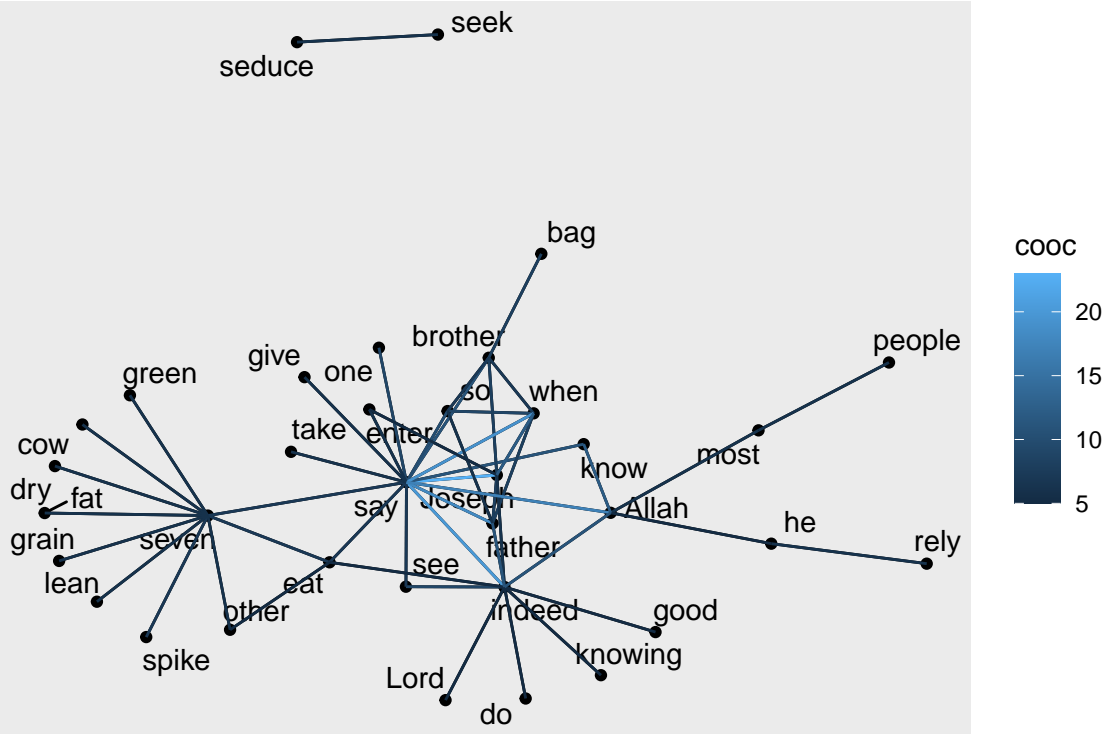 seek
seduce
bag
brother
give
one
people
green
so
when
take
enter
cow
know
most
dry
fat
say
Joseph
Allah
he
grain
seven
father
rely
lean
eat
see
other
indeed
good
spike
knowing
Lord
do
cooc
20
15
10
5